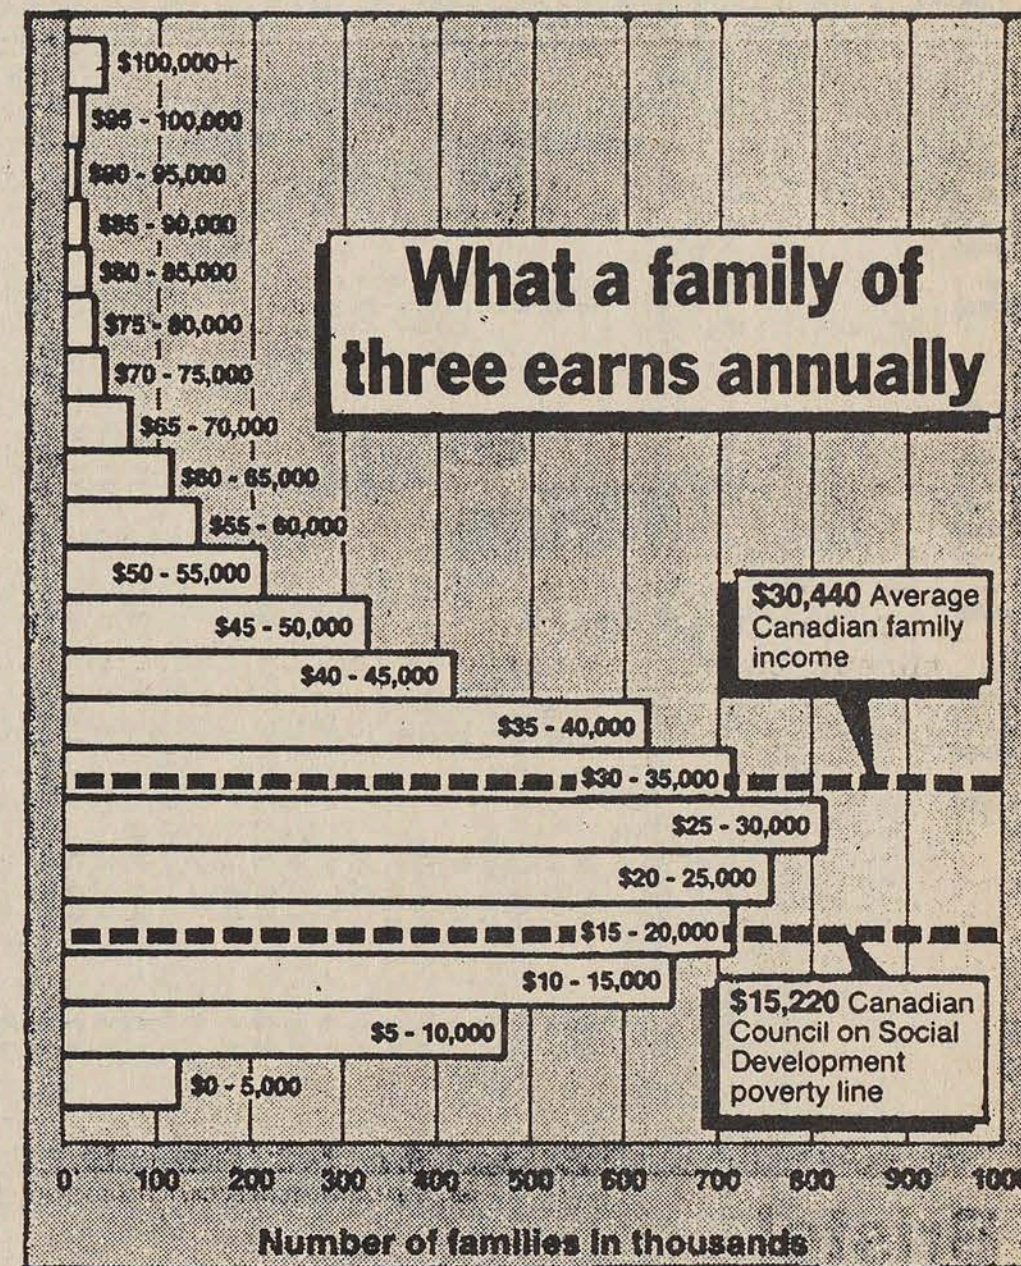 $100,000+
$95 - 100,000
$90 - 95,000
$85 - 90,000
$80 - 85,000
$75 - 80,000
$70 - 75,000
$65 - 70,000
$60 - 65,000
$55 - 60,000
$50 - 55,000
$45 - 50,000
$40 - 45,000
$35 - 40,000
$30 - 35,000
$25 - 30,000
$20 - 25,000
$15 - 20,000
$10 - 15,000
$5 - 10,000
$0 - 5,000
What a family of
three earns annually
$30,440 Average
Canadian family
income
$15,220 Canadian
Council on Social
Development
poverty line
0 100 200 300 400 500 600 700 800 900 1000
Number of families in thousands